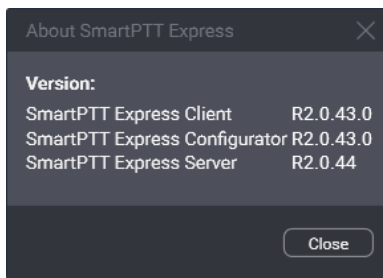 About SmartPTT Express
Version:
SmartPTT Express Client R2.0.43.0
SmartPTT Express Configurator R2.0.43.0
SmartPTT Express Server R2.0.44
Close